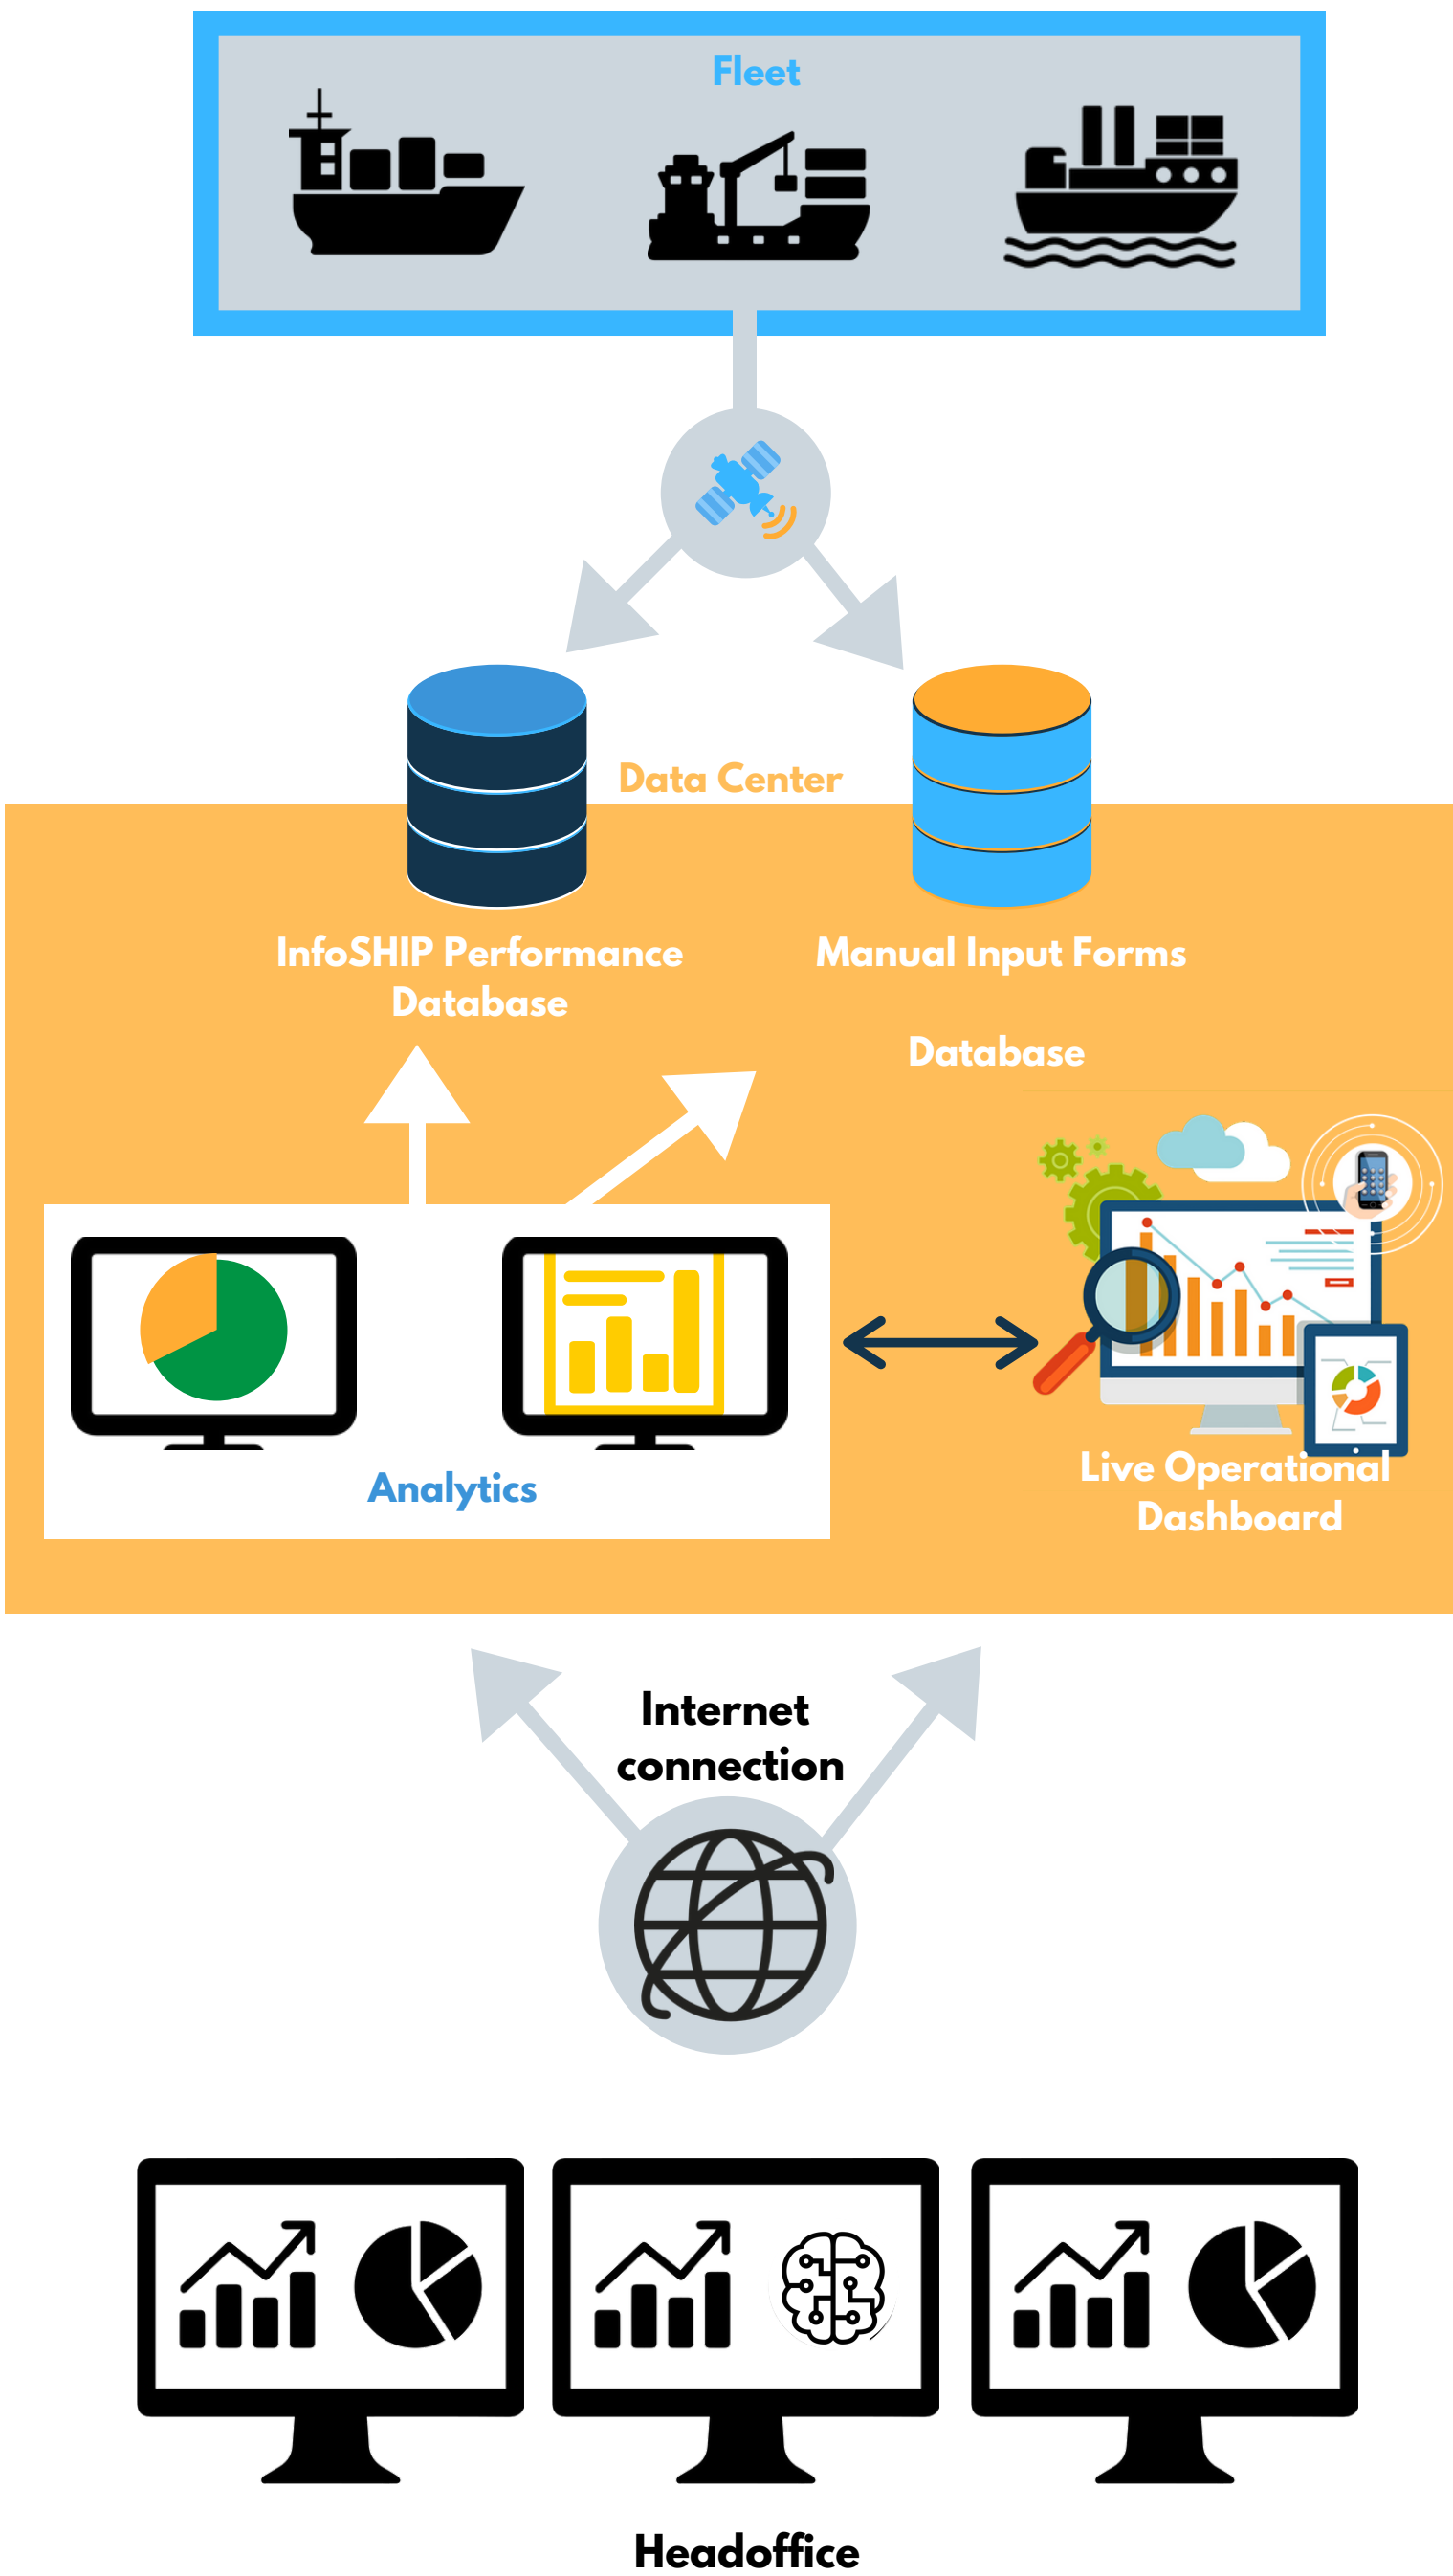 Fleet
Data Center
InfoSHIP Performance
Database
Manual Input Forms
Database
Analytics
Live Operational
Dashboard
Internet
connection
Headoffice